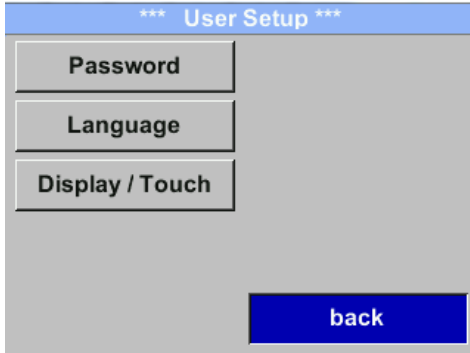 *** User Setup ***
Password
Language
Display / Touch
back